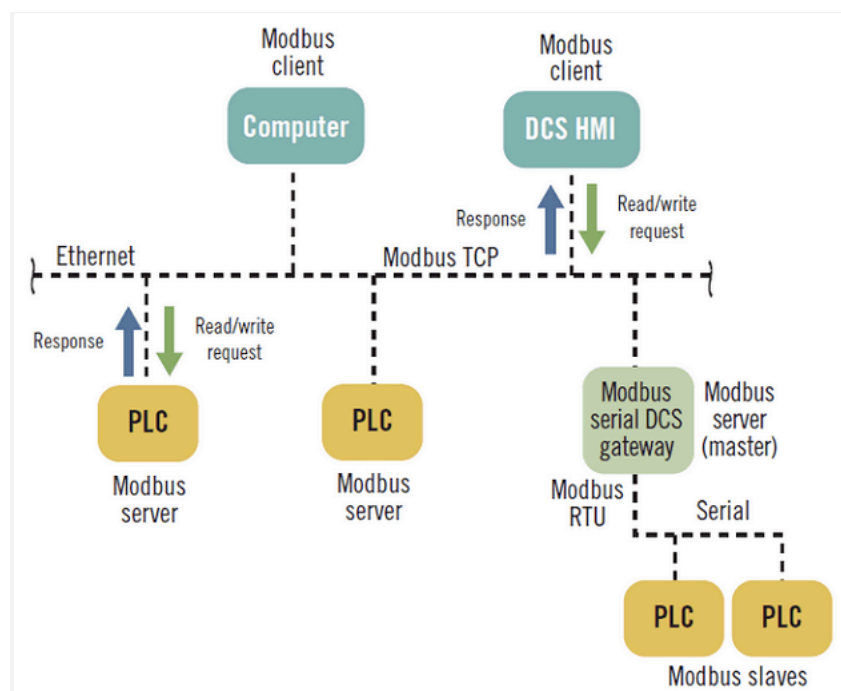 Modbus
client
Computer
Modbus
client
DCS HMI
Response
Read/write
request
Ethernet
Modbus TCP
Response
Read/write
request
PLC
Modbus
server
PLC
Modbus
server
Modbus
serial DCS
gateway
Modbus
server
(master)
Modbus
RTU
Serial
PLC
PLC
Modbus slaves